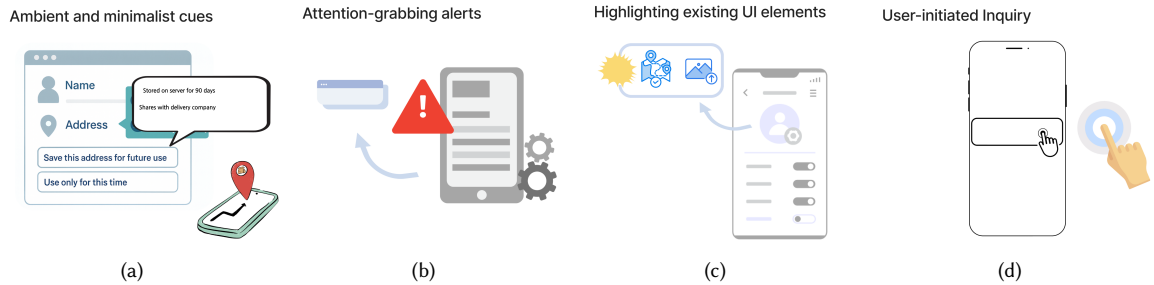 Ambient and minimalist cues
Attention-grabbing alerts
Highlighting existing UI elements
User-initiated Inquiry
Name
Address
Stored on server for 90 days
Shares with delivery company
Save this address for future use
Use only for this time
!
(a)
(b)
(c)
(d)